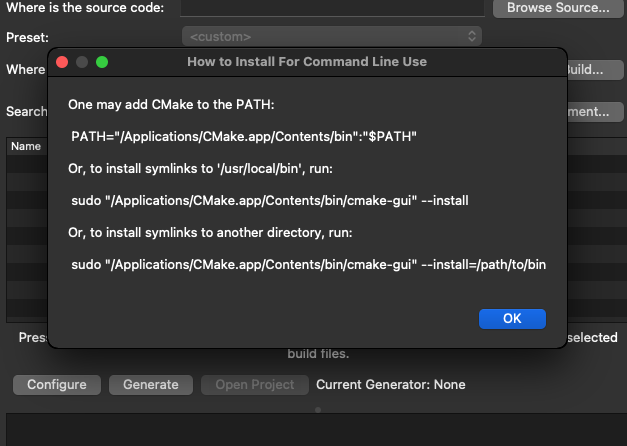 Where is the source code:
Browse Source...
Preset:
<custom>
How to Install For Command Line Use
Where
Build...
One may add CMake to the PATH:
Search
ment...
PATH="/Applications/CMake.app/Contents/bin":"$PATH"
Name
Or, to install symlinks to '/usr/local/bin', run:
sudo "/Applications/CMake.app/Contents/bin/cmake-gui" --install
Or, to install symlinks to another directory, run:
sudo "/Applications/CMake.app/Contents/bin/cmake-gui" --install=/path/to/bin
OK
Pres
selected
build files.
Configure
Generate
Open Project
Current Generator: None